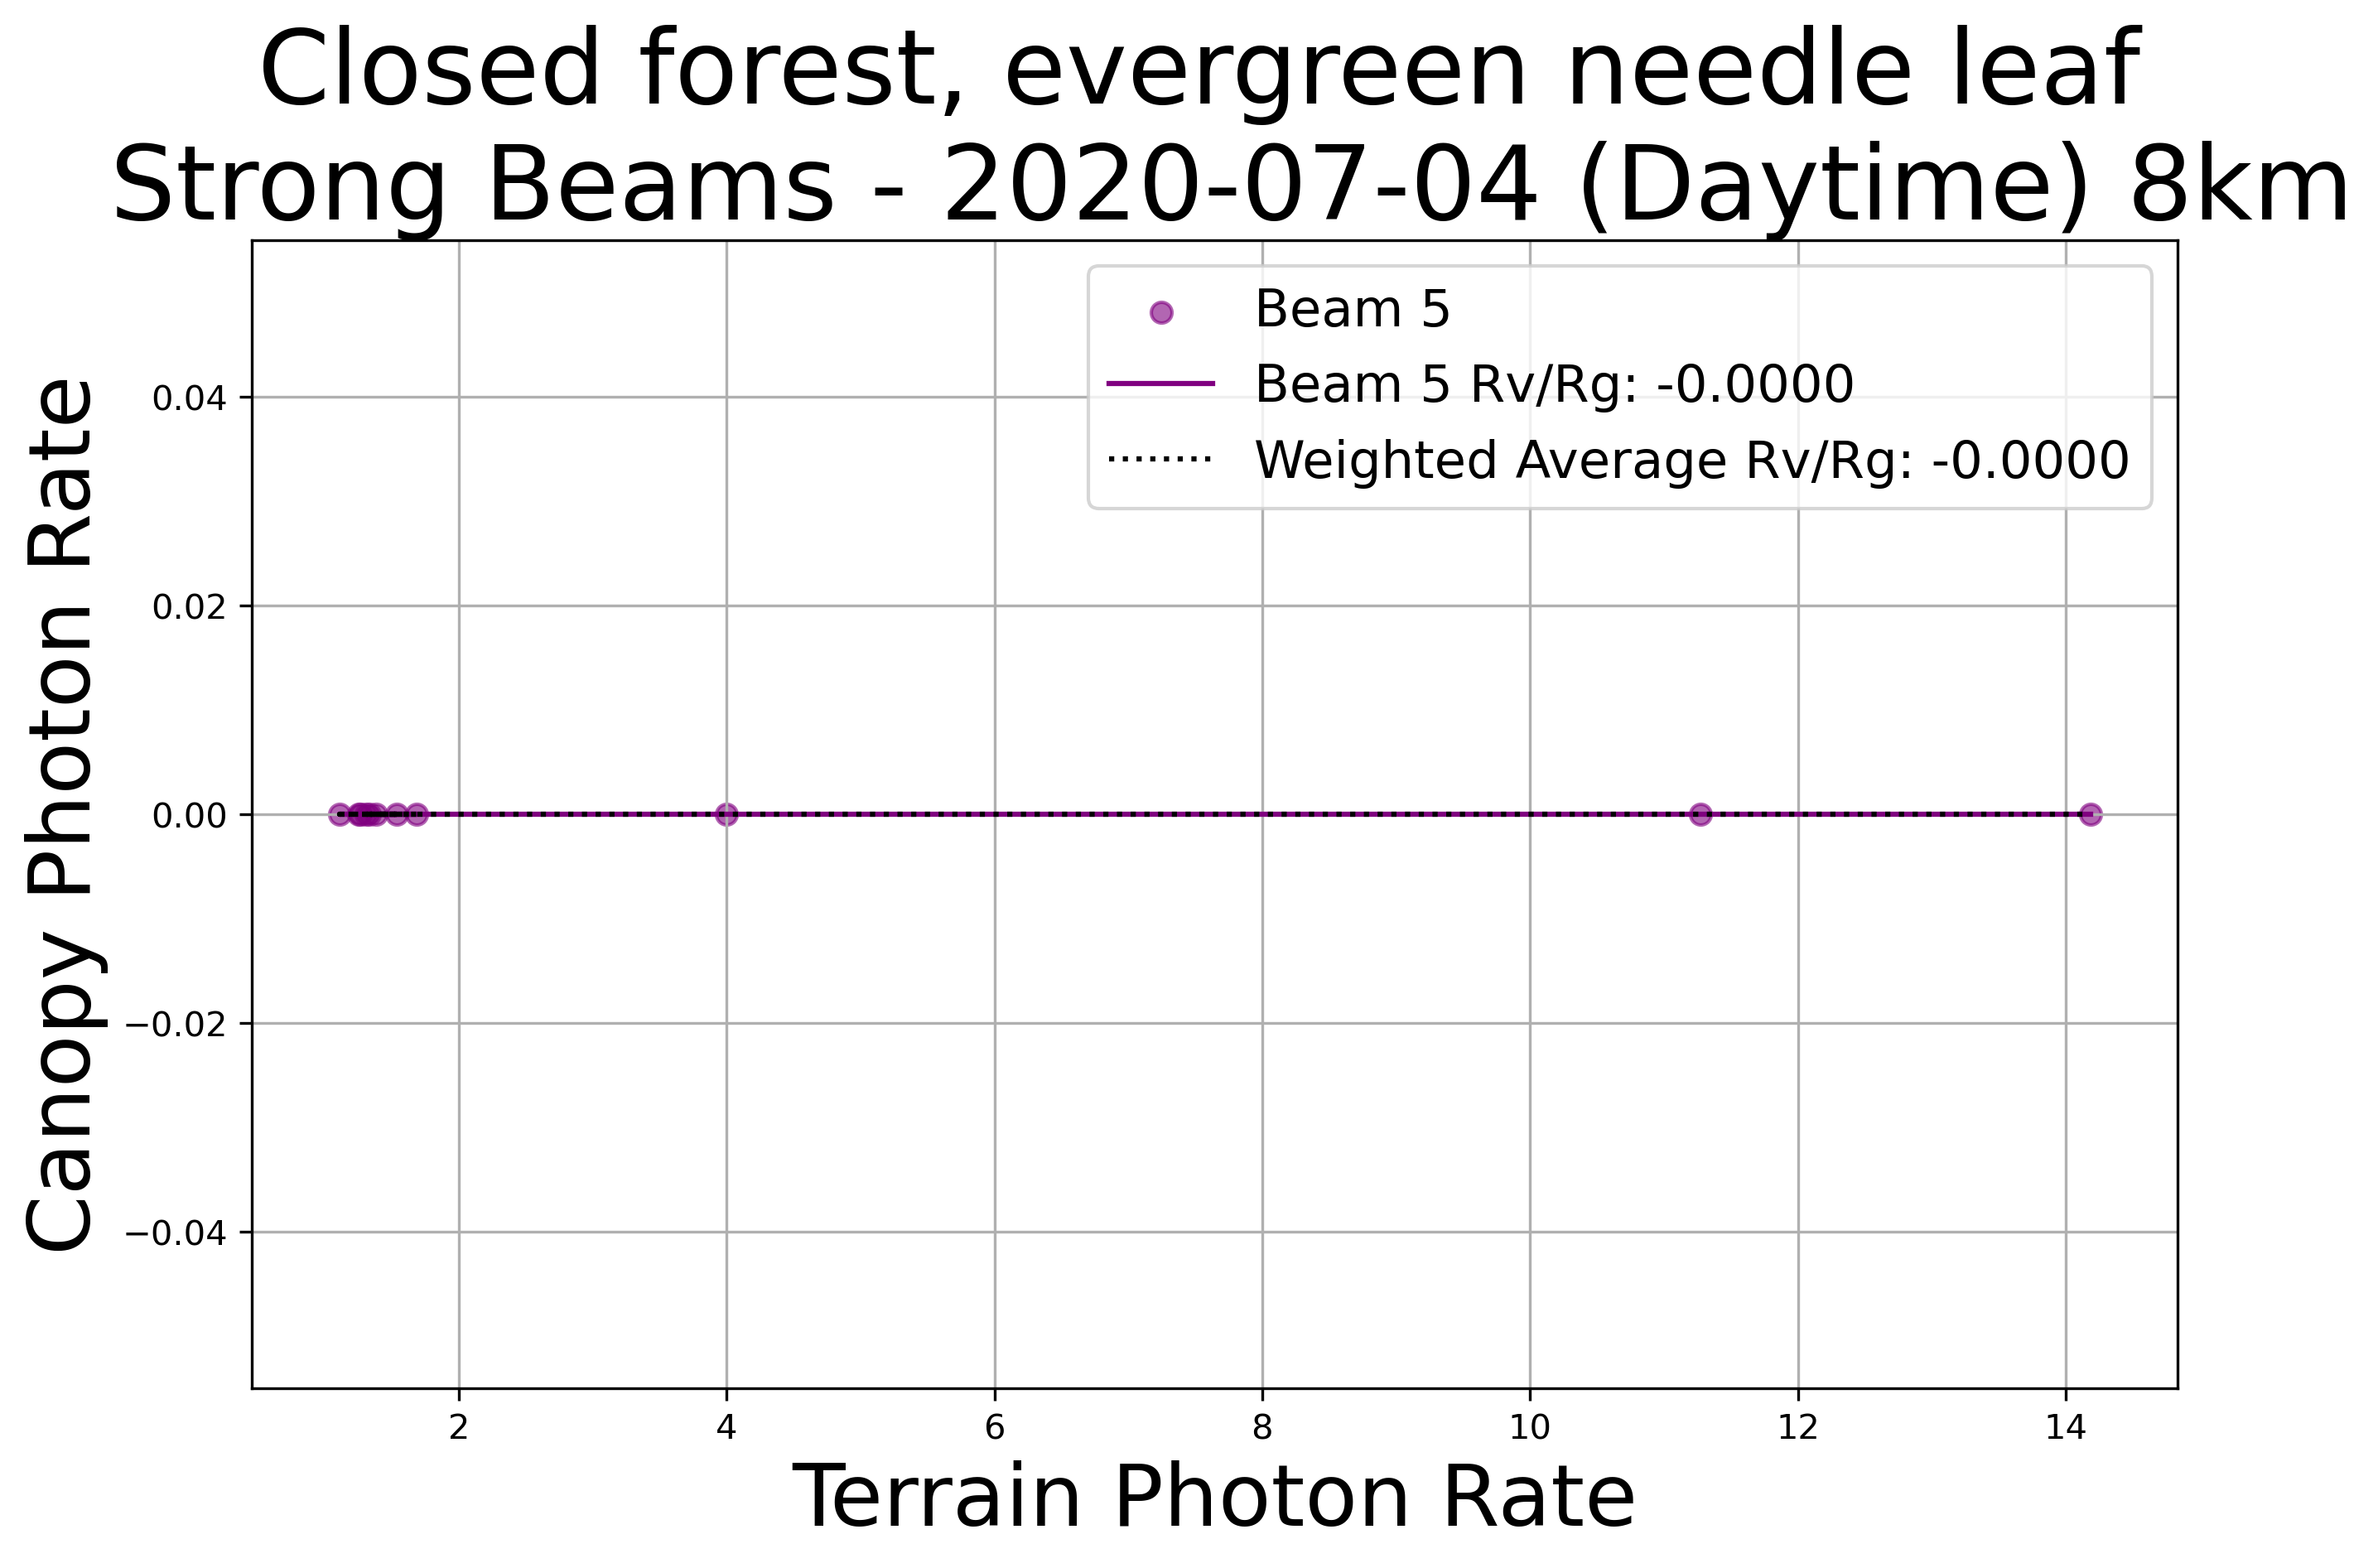 Closed forest, evergreen needle leaf
Strong Beams - 2020-07-04 (Daytime) 8km
Beam 5
Beam 5 Rv/Rg: -0.0000
Weighted Average Rv/Rg: -0.0000
Canopy Photon Rate
0.04
0.02
0.00
−0.02
−0.04
2 4 6 8 10 12 14
Terrain Photon Rate